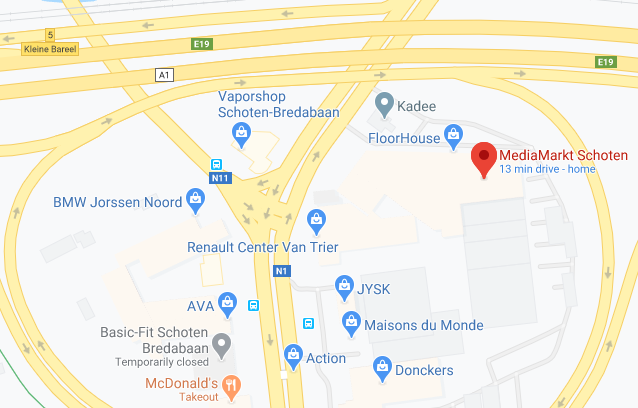 5
Kleine Bareel
E19
E19
A1
Vaporshop
Schoten-Bredabaan
Kadee
FloorHouse
MediaMarkt Schoten
13 min drive - home
N11
BMW Jorssen Noord
Renault Center Van Trier
N1
JYSK
AVA
Maisons du Monde
Basic-Fit Schoten
Bredabaan
Temporarily closed
Action
Donckers
McDonald's
Takeout